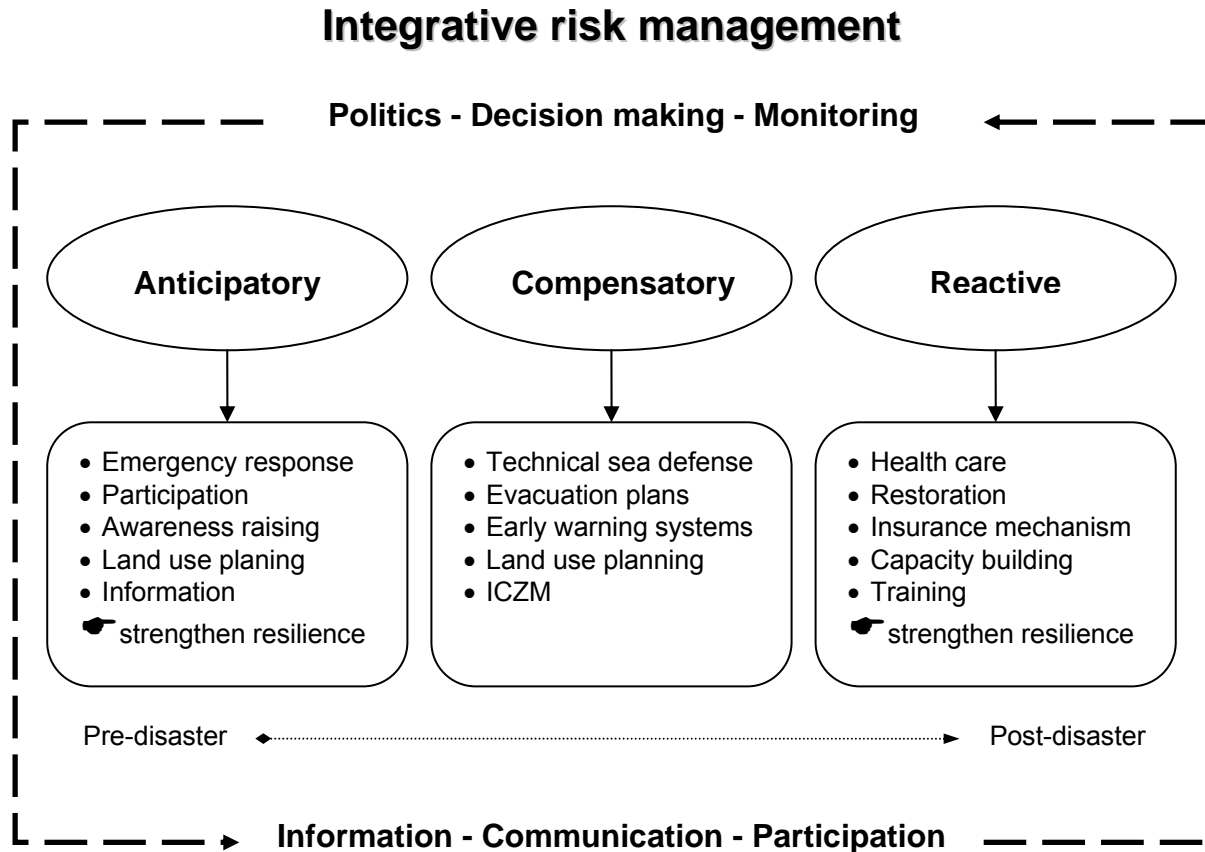 Integrative risk management
Politics - Decision making - Monitoring
Anticipatory
Compensatory
Reactive
• Emergency response
• Participation
• Awareness raising
• Land use planing
• Information
☛ strengthen resilience
• Technical sea defense
• Evacuation plans
• Early warning systems
• Land use planning
• ICZM
• Health care
• Restoration
• Insurance mechanism
• Capacity building
• Training
☛ strengthen resilience
Pre-disaster
Post-disaster
Information - Communication - Participation